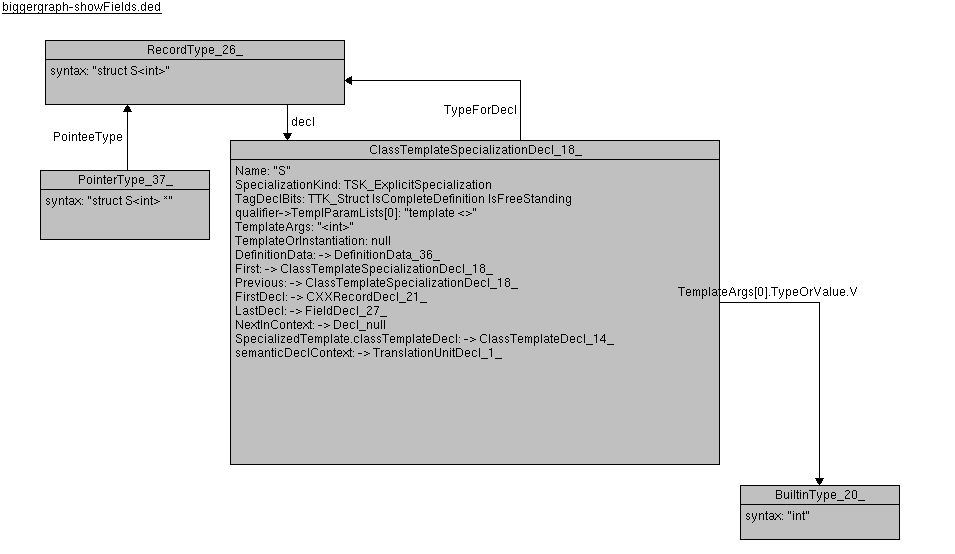 biggergraph-showFields.ded
RecordType_26_
syntax: "struct S<int>"
decl
TypeForDecl
PointeeType
PointerType_37_
syntax: "struct S<int> *"
ClassTemplateSpecializationDecl_18_
Name: "S"
SpecializationKind: TSK_ExplicitSpecialization
TagDeclBits: TTK_Struct IsCompleteDefinition IsFreeStanding
qualifier->TemplParamLists[0]: "template <>"
TemplateArgs: "<int>"
TemplateOrInstantiation: null
DefinitionData: -> DefinitionData_36_
First: -> ClassTemplateSpecializationDecl_18_
Previous: -> ClassTemplateSpecializationDecl_18_
FirstDecl: -> CXXRecordDecl_21_
LastDecl: -> FieldDecl_27_
NextInContext: -> Decl_null
SpecializedTemplate.classTemplateDecl: -> ClassTemplateDecl_14_
semanticDeclContext: -> TranslationUnitDecl_1_
TemplateArgs[0].TypeOrValue.V
BuiltinType_20_
syntax: "int"